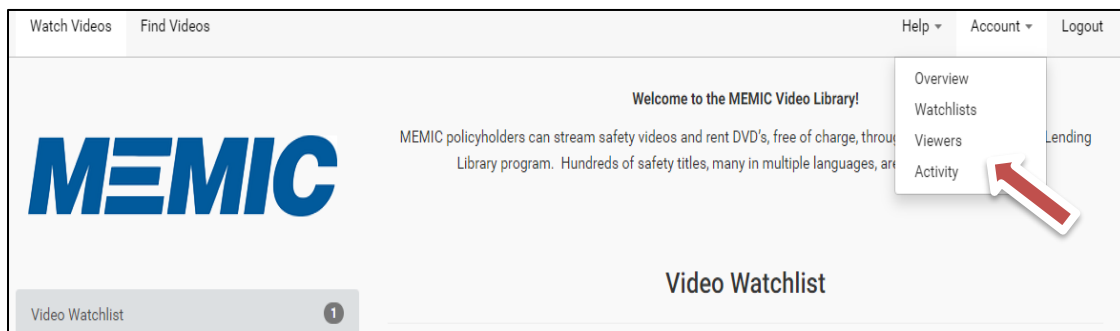 Watch Videos Find Videos Help Account Logout
Overview
Watchlists
Viewers
Activity
Welcome to the MEMIC Video Library!
MEMIC policyholders can stream safety videos and rent DVD's, free of charge, Lending
Library program. Hundreds of safety titles, many in multiple languages,
MEMIC
Video Watchlist
Video Watchlist 1